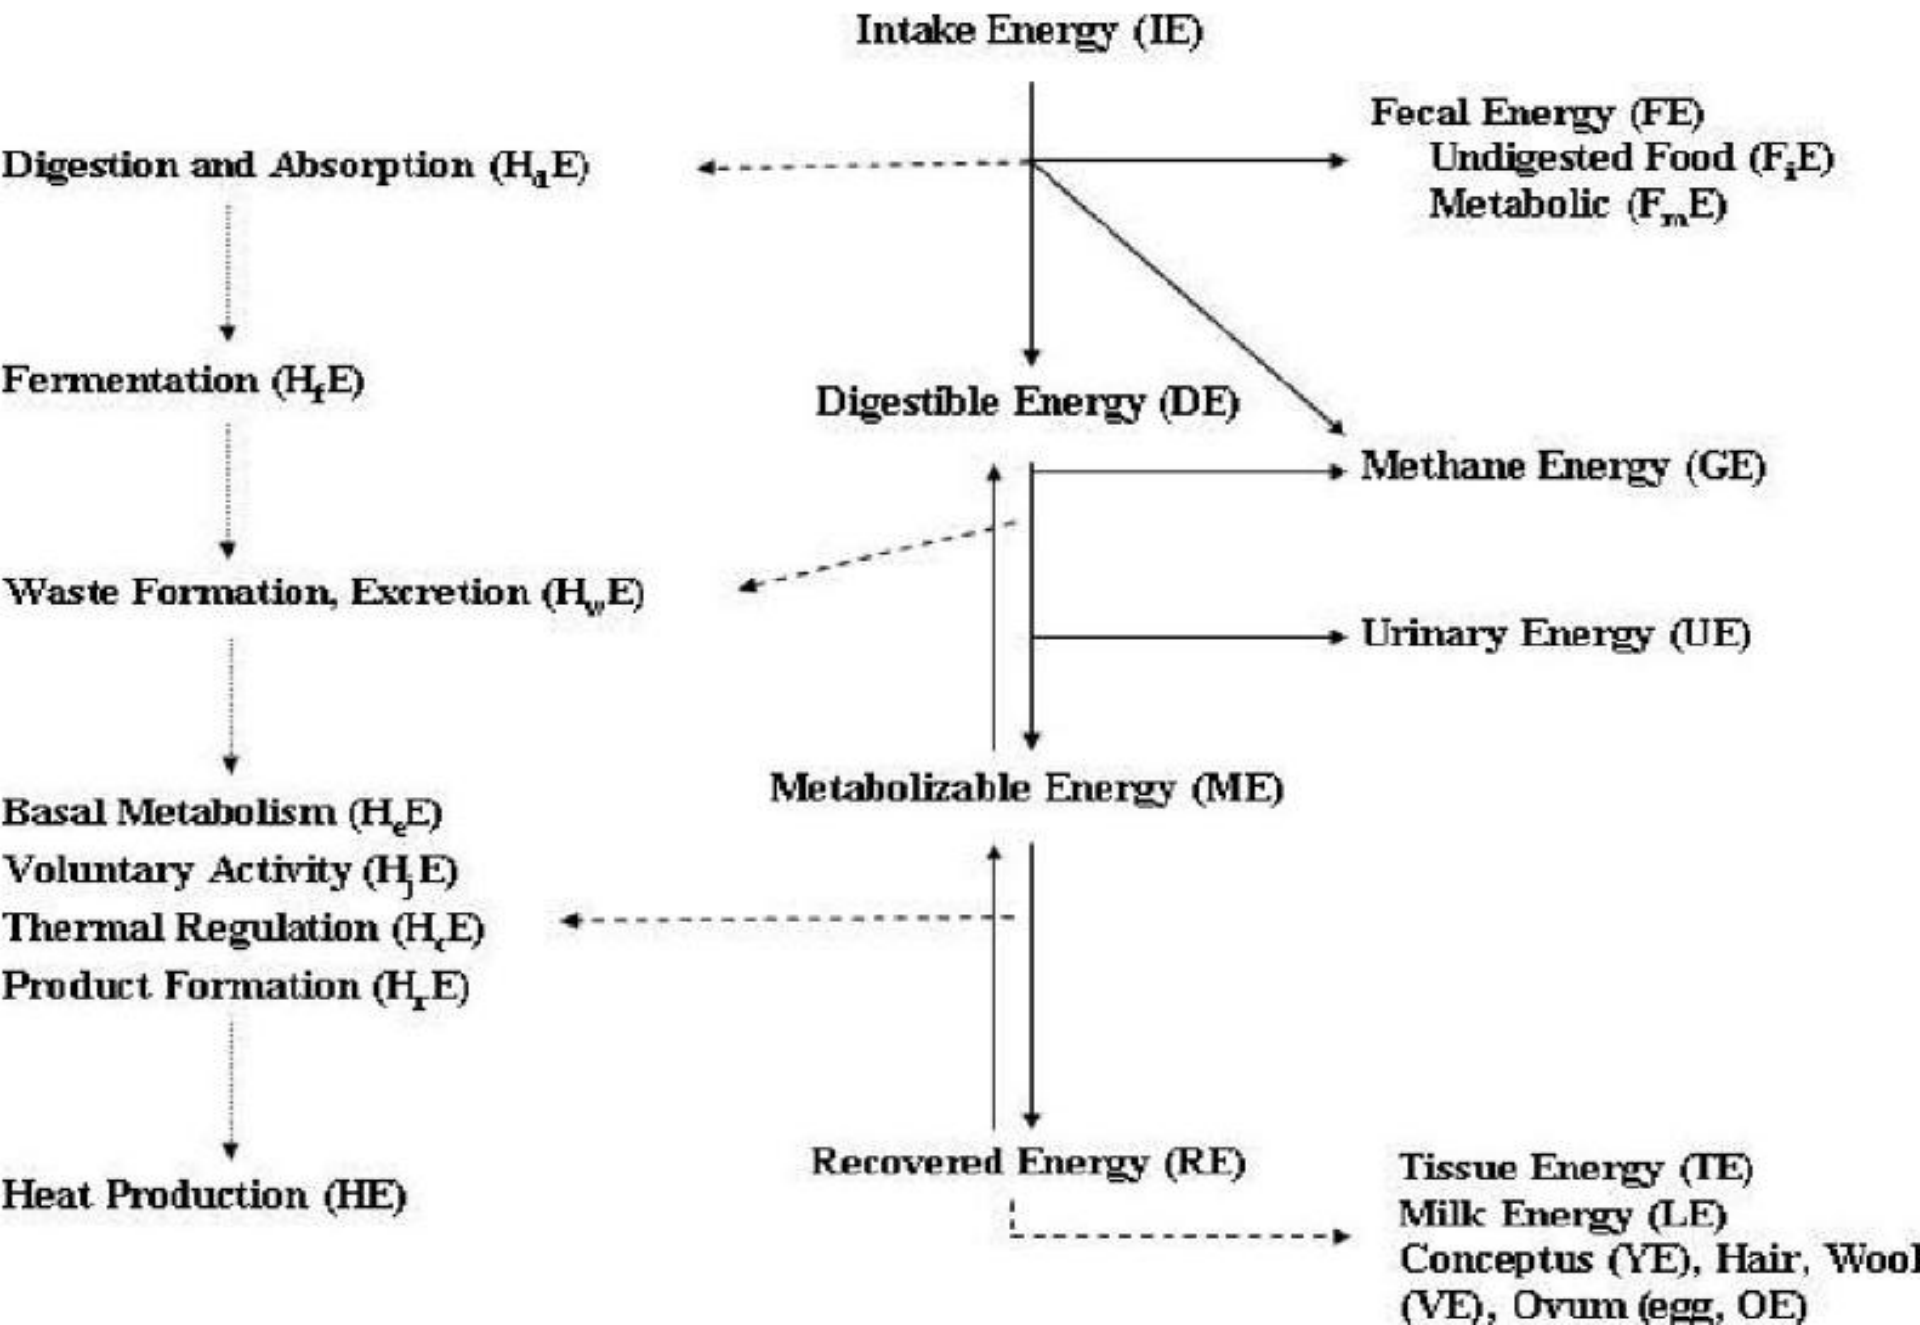 Intake Energy (IE)
Fecal Energy (FE)
Undigested Food (FiE)
Metabolic (FmE)
Digestion and Absorption (HdE)
Fermentation (HfE)
Digestible Energy (DE)
Methane Energy (GE)
Waste Formation, Excretion (HwE)
Urinary Energy (UE)
Metabolizable Energy (ME)
Basal Metabolism (HeE)
Voluntary Activity (HjE)
Thermal Regulation (HcE)
Product Formation (HrE)
Recovered Energy (RE)
Heat Production (HE)
Tissue Energy (TE)
Milk Energy (LE)
Conceptus (YE), Hair, Wool
(VE), Ovum (egg, OE)